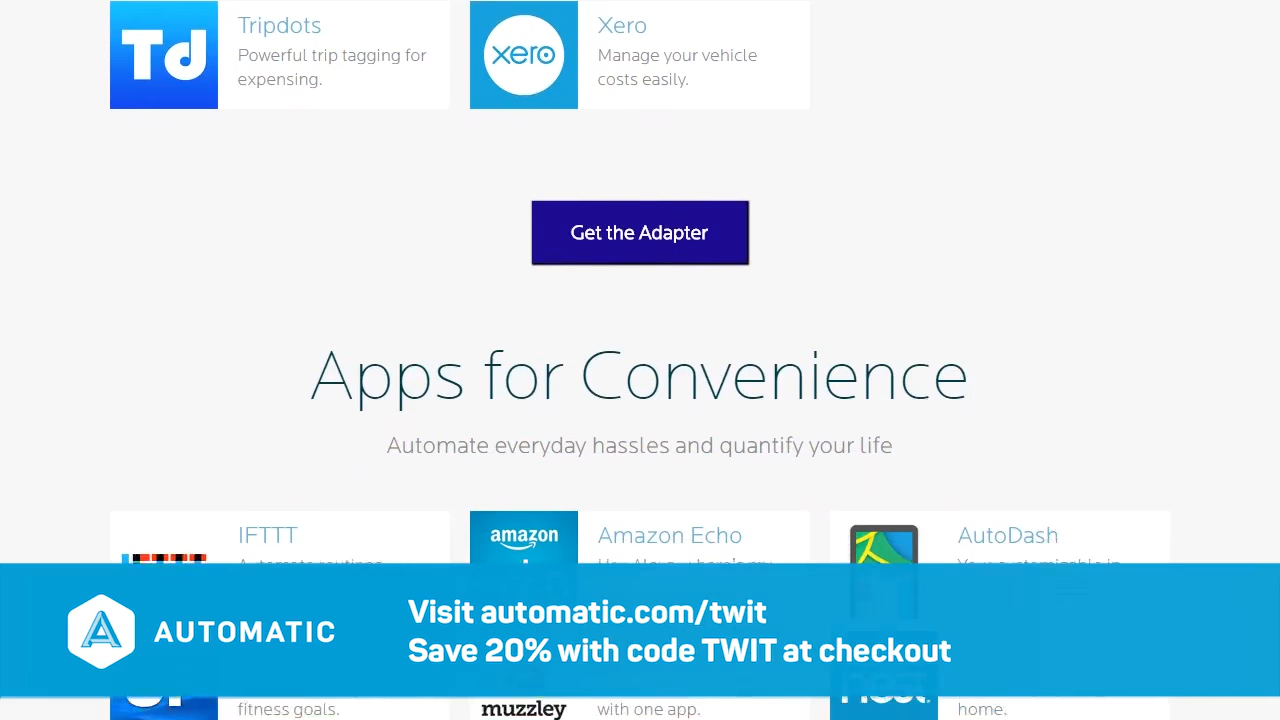 Td
Tripdots
Powerful trip tagging for
expensing.
xero
Xero
Manage your vehicle
costs easily.
Get the Adapter
Apps for Convenience
Automate everyday hassles and quantify your life
IFTTT
amazon
Amazon Echo
AutoDash
AUTOMATIC
Visit automatic.com/twit
Save 20% with code TWIT at checkout
fitness goals.
muzzley
with one app.
nest
home.